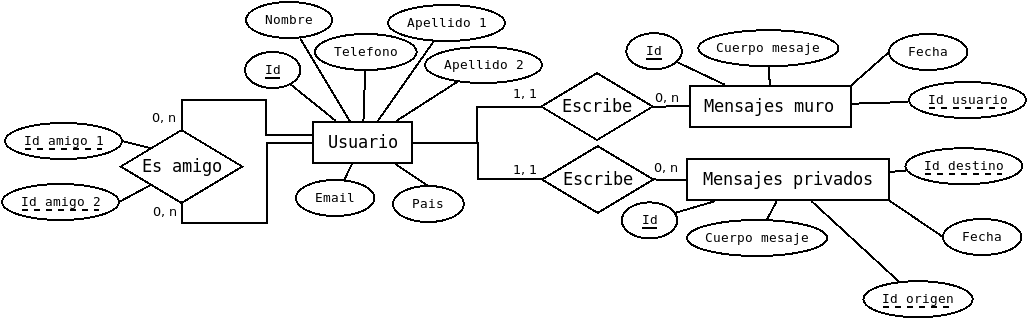 Nombre
Apellido 1
Telefono
Id
Apellido 2
Id
Cuerpo mesaje
Fecha
0, n
1, 1
Escribe
0, n
Mensajes muro
Id usuario
Id amigo 1
Es amigo
Usuario
1, 1
Escribe
0, n
Mensajes privados
Id destino
Id amigo 2
0, n
Email
Pais
Id
Cuerpo mesaje
Fecha
Id origen